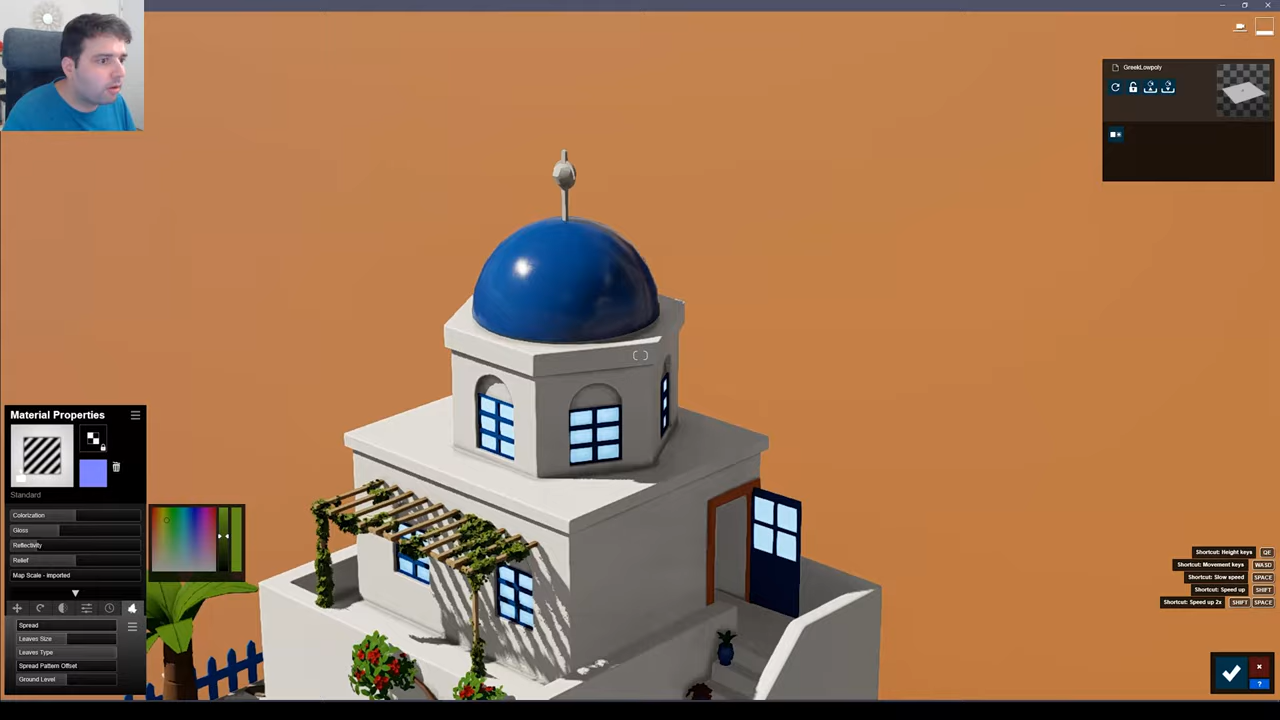 GreekLowpoly
Material Properties
Standard
Colorization
Gloss
Reflectivity
Relief
Map Scale - imported
Spread
Leaves Size
Leaves Type
Spread Pattern Offset
Ground Level
Shortcut: Height keys QE
Shortcut: Movement keys WASD
Shortcut: Slow speed SPACE
Shortcut: Speed up SHIFT
Shortcut: Speed up 2x SHIFT SPACE
?